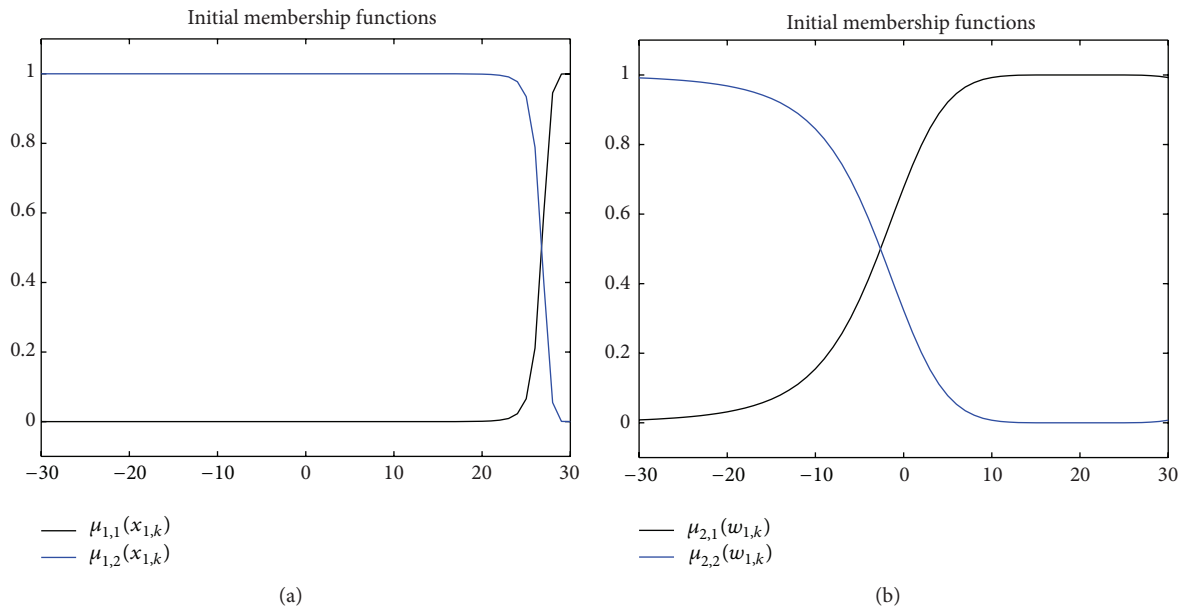 Initial membership functions
1
0.8
0.6
0.4
0.2
0
−30 −20 −10 0 10 20 30
μ1,1(x1,k)
μ1,2(x1,k)
(a)
Initial membership functions
1
0.8
0.6
0.4
0.2
0
−30 −20 −10 0 10 20 30
μ2,1(w1,k)
μ2,2(w1,k)
(b)